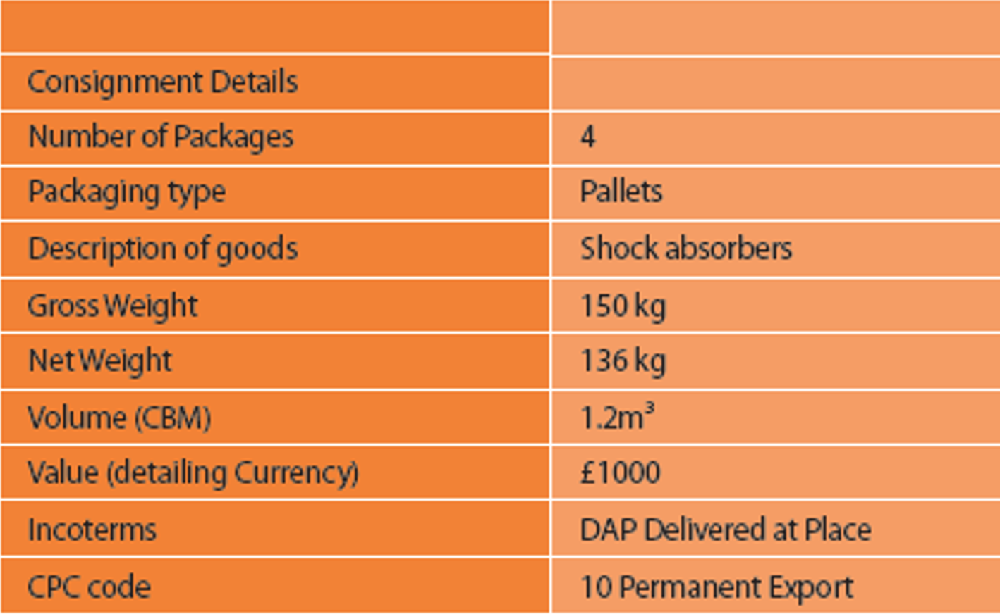 Consignment Details
Number of Packages 4
Packaging type Pallets
Description of goods Shock absorbers
Gross Weight 150 kg
Net Weight 136 kg
Volume (CBM) 1.2m³
Value (detailing Currency) £1000
Incoterms DAP Delivered at Place
CPC code 10 Permanent Export